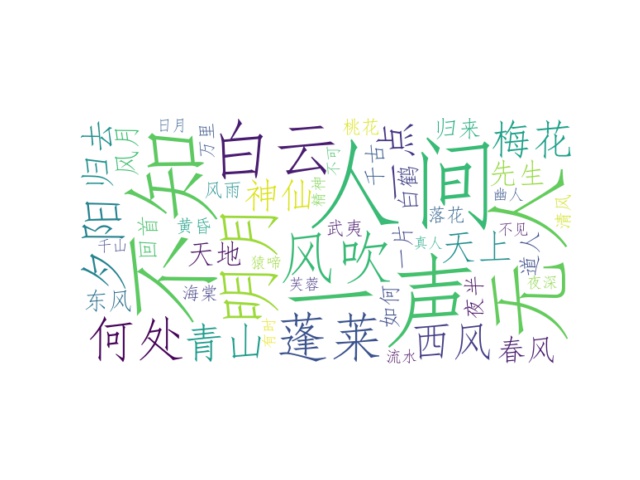 人间
不知
一声
无人
明月
白云
风吹
蓬莱
何处
青山
西风
梅花
夕阳
归去
风月
日月
万里
风雨
神仙
精神
不可
桃花
千古
一点
白鹤
归来
先生
幽人
清风
落花
不见
道人
天上
真人
一片
武夷
猿啼
芙蓉
天地
黄昏
回首
千山
东风
海棠
有时
如何
流水
夜半
夜深
春风